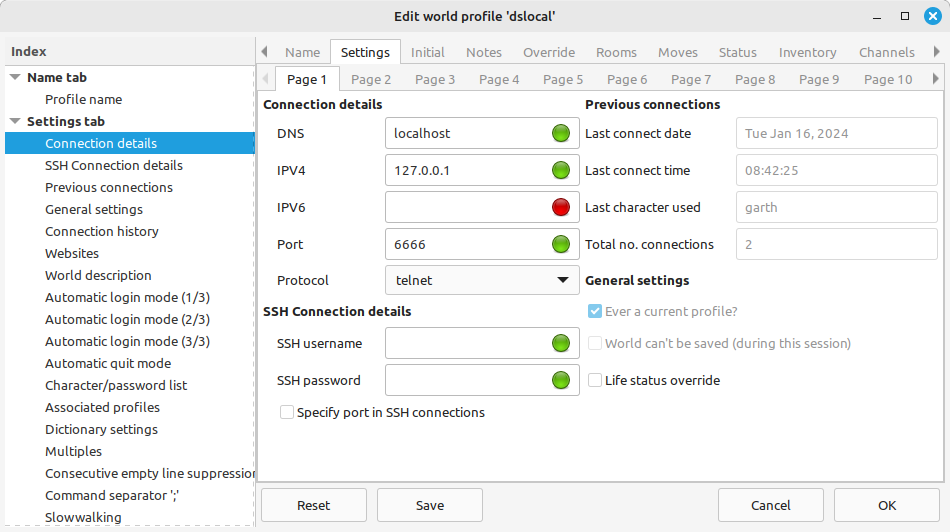 Edit world profile 'dslocal'
Index
Name tab
Profile name
Settings tab
Connection details
SSH Connection details
Previous connections
General settings
Connection history
Websites
World description
Automatic login mode (1/3)
Automatic login mode (2/3)
Automatic login mode (3/3)
Automatic quit mode
Character/password list
Associated profiles
Dictionary settings
Multiples
Consecutive empty line suppression
Command separator ';'
Slowwalking
Name Settings Initial Notes Override Rooms Moves Status Inventory Channels
Page 1 Page 2 Page 3 Page 4 Page 5 Page 6 Page 7 Page 8 Page 9 Page 10
Connection details
DNS localhost
IPV4 127.0.0.1
IPV6
Port 6666
Protocol telnet
SSH Connection details
SSH username
SSH password
Specify port in SSH connections
Previous connections
Last connect date Tue Jan 16, 2024
Last connect time 08:42:25
Last character used garth
Total no. connections 2
General settings
Ever a current profile?
World can't be saved (during this session)
Life status override
Reset Save Cancel OK